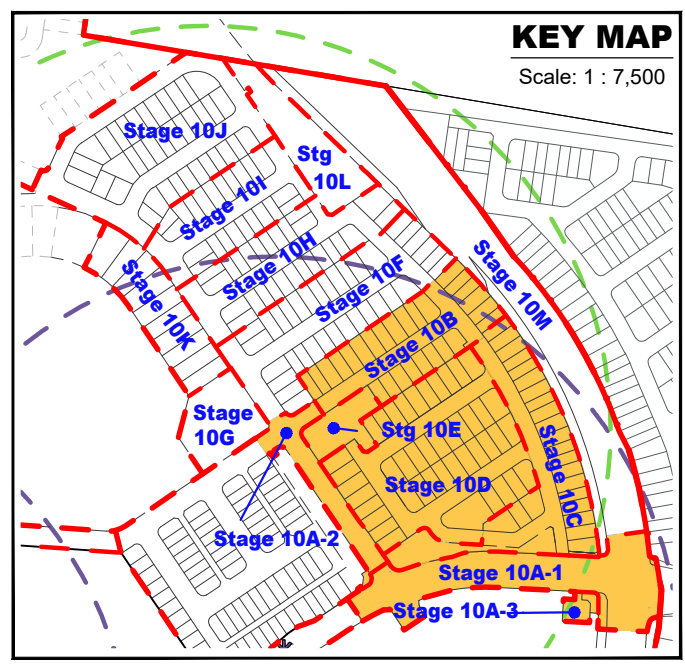 KEY MAP
Scale: 1 : 7,500
Stage 10J
Stg
10L
Stage 10I
Stage 10H
Stage 10F
Stage 10M
Stage 10K
Stage 10B
Stage
10G
Stg 10E
Stage 10C
Stage 10D
Stage 10A-2
Stage 10A-1
Stage 10A-3